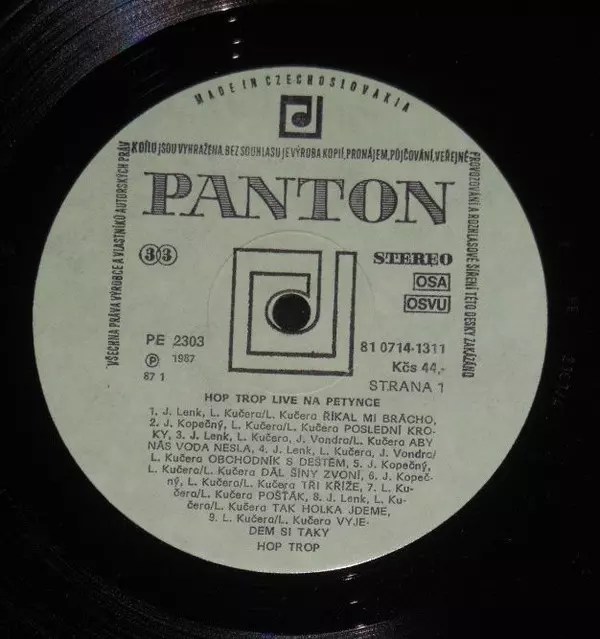 MADE IN CZECHOSLOVAKIA
VŠECHNA PRÁVA VÝROBCE A VLASTNÍKŮ AUTORSKÝCH PRÁV
K DÍLU JSOU VYHRAŽENA. BEZ SOUHLASU JE VÝROBA KOPIÍ, PRONÁJEM, PŮJČOVÁNÍ, VEŘEJNÉ
PROVOZOVÁNÍ A ROZHLASOVÉ ŠÍŘENÍ TÉTO DESKY ZAKÁZÁNO
PANTON
33
STEREO
OSA
OSVU
PE 2303
Ⓟ 1987
87 1
81 0714-1311
Kčs 44,-
STRANA 1
HOP TROP LIVE NA PETYNCE
1. J. Lenk, L. Kučera/L. Kučera ŘÍKAL MI BRÁCHO,
2. J. Kopečný, L. Kučera/L. Kučera POSLEDNÍ KRO-
KY, 3. J. Lenk, L. Kučera, J. Vondra/L. Kučera ABY
NÁS VODA NESLA, 4. J. Lenk, L. Kučera, J. Vondra/
L. Kučera OBCHODNÍK S DEŠTĚM, 5. J. Kopečný,
L. Kučera/L. Kučera DÁL ŠÍNY ZVONÍ, 6. J. Kopeč-
ný, L. Kučera/L. Kučera TŘI KŘÍŽE, 7. L. Ku-
čera/L. Kučera POŠŤÁK, 8. J. Lenk, L. Ku-
čera/L. Kučera TAK HOLKA JDEME,
9. L. Kučera/L. Kučera VYJE-
DEM SI TAKY
HOP TROP